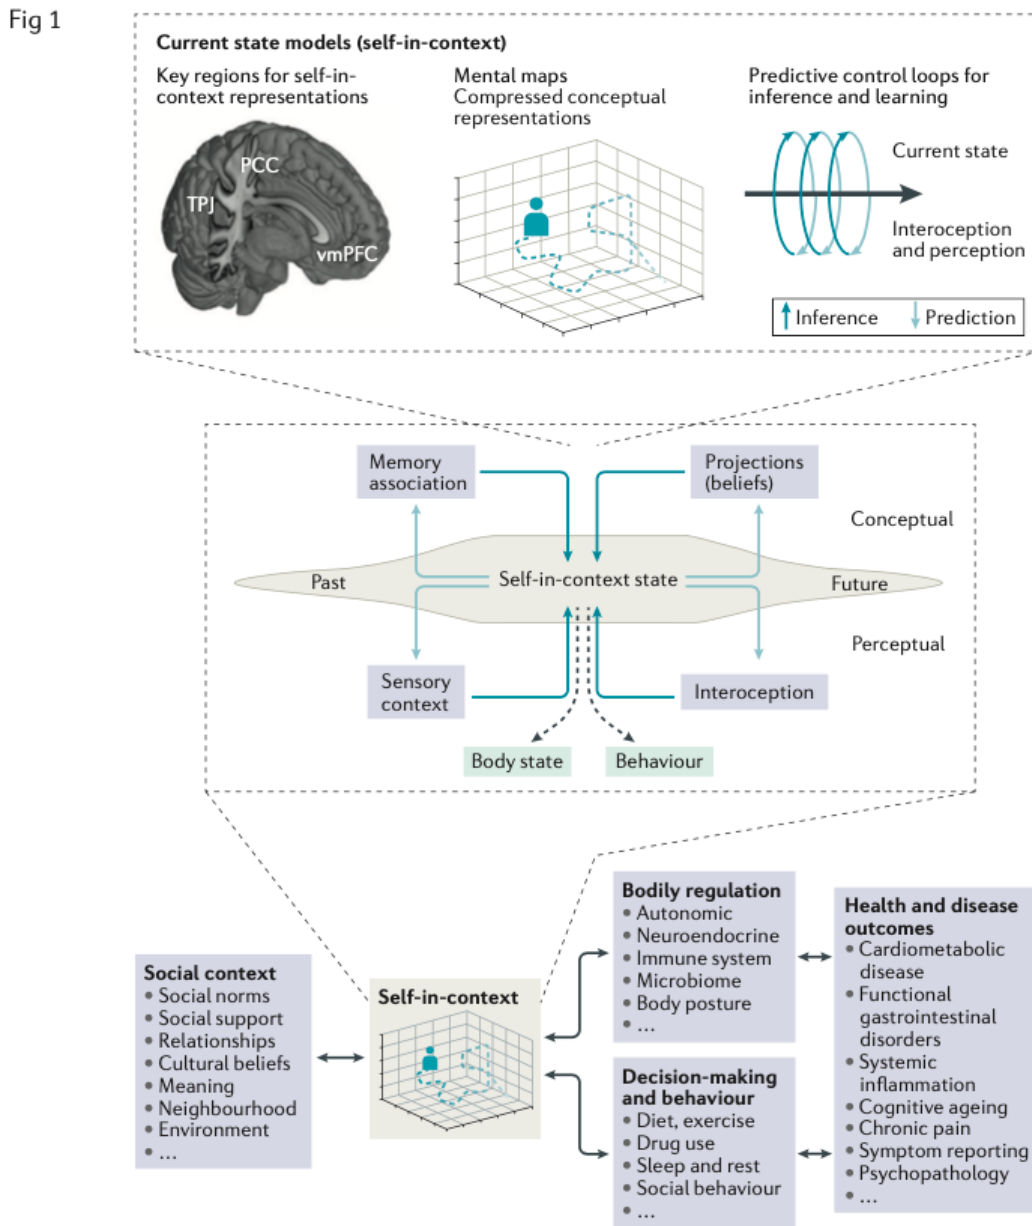 Fig 1
Current state models (self-in-context)
Key regions for self-in-
context representations
PCC
TPJ
vmPFC
Mental maps
Compressed conceptual
representations
Predictive control loops for
inference and learning
Current state
Interoception
and perception
Inference
Prediction
Memory
association
Projections
(beliefs)
Conceptual
Past
Self-in-context state
Future
Perceptual
Sensory
context
Interoception
Body state
Behaviour
Social context
• Social norms
• Social support
• Relationships
• Cultural beliefs
• Meaning
• Neighbourhood
• Environment
• ...
Self-in-context
Bodily regulation
• Autonomic
• Neuroendocrine
• Immune system
• Microbiome
• Body posture
• ...
Decision-making
and behaviour
• Diet, exercise
• Drug use
• Sleep and rest
• Social behaviour
• ...
Health and disease
outcomes
• Cardiometabolic
disease
• Functional
gastrointestinal
disorders
• Systemic
inflammation
• Cognitive ageing
• Chronic pain
• Symptom reporting
• Psychopathology
• ...